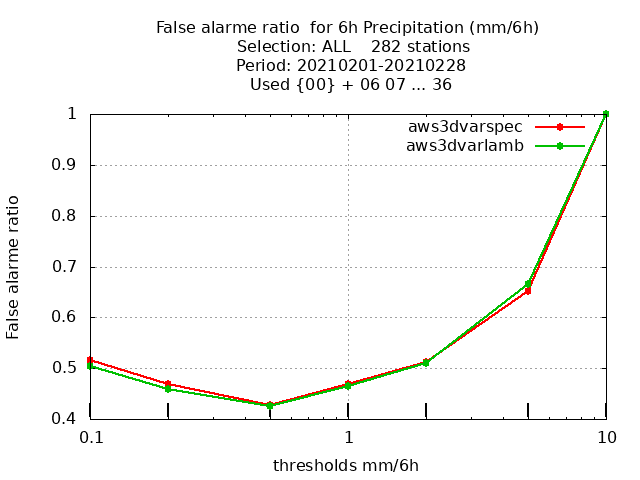 False alarme ratio  for 6h Precipitation (mm/6h)
Selection: ALL    282 stations
Period: 20210201-20210228
Used {00} + 06 07 ... 36
aws3dvarspec
aws3dvarlamb
1
0.9
0.8
0.7
0.6
0.5
0.4
False alarme ratio
0.1 1 10
thresholds mm/6h